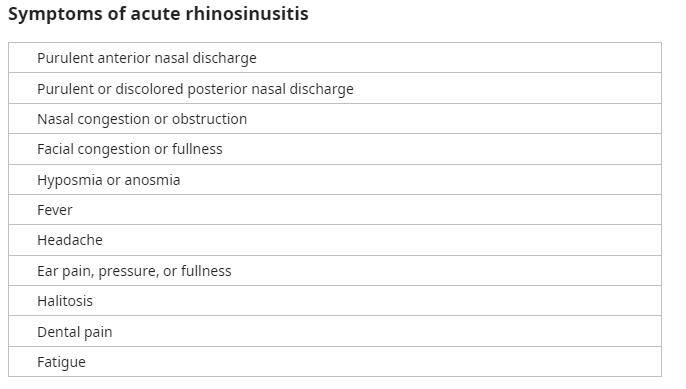 Symptoms of acute rhinosinusitis
Purulent anterior nasal discharge
Purulent or discolored posterior nasal discharge
Nasal congestion or obstruction
Facial congestion or fullness
Hyposmia or anosmia
Fever
Headache
Ear pain, pressure, or fullness
Halitosis
Dental pain
Fatigue